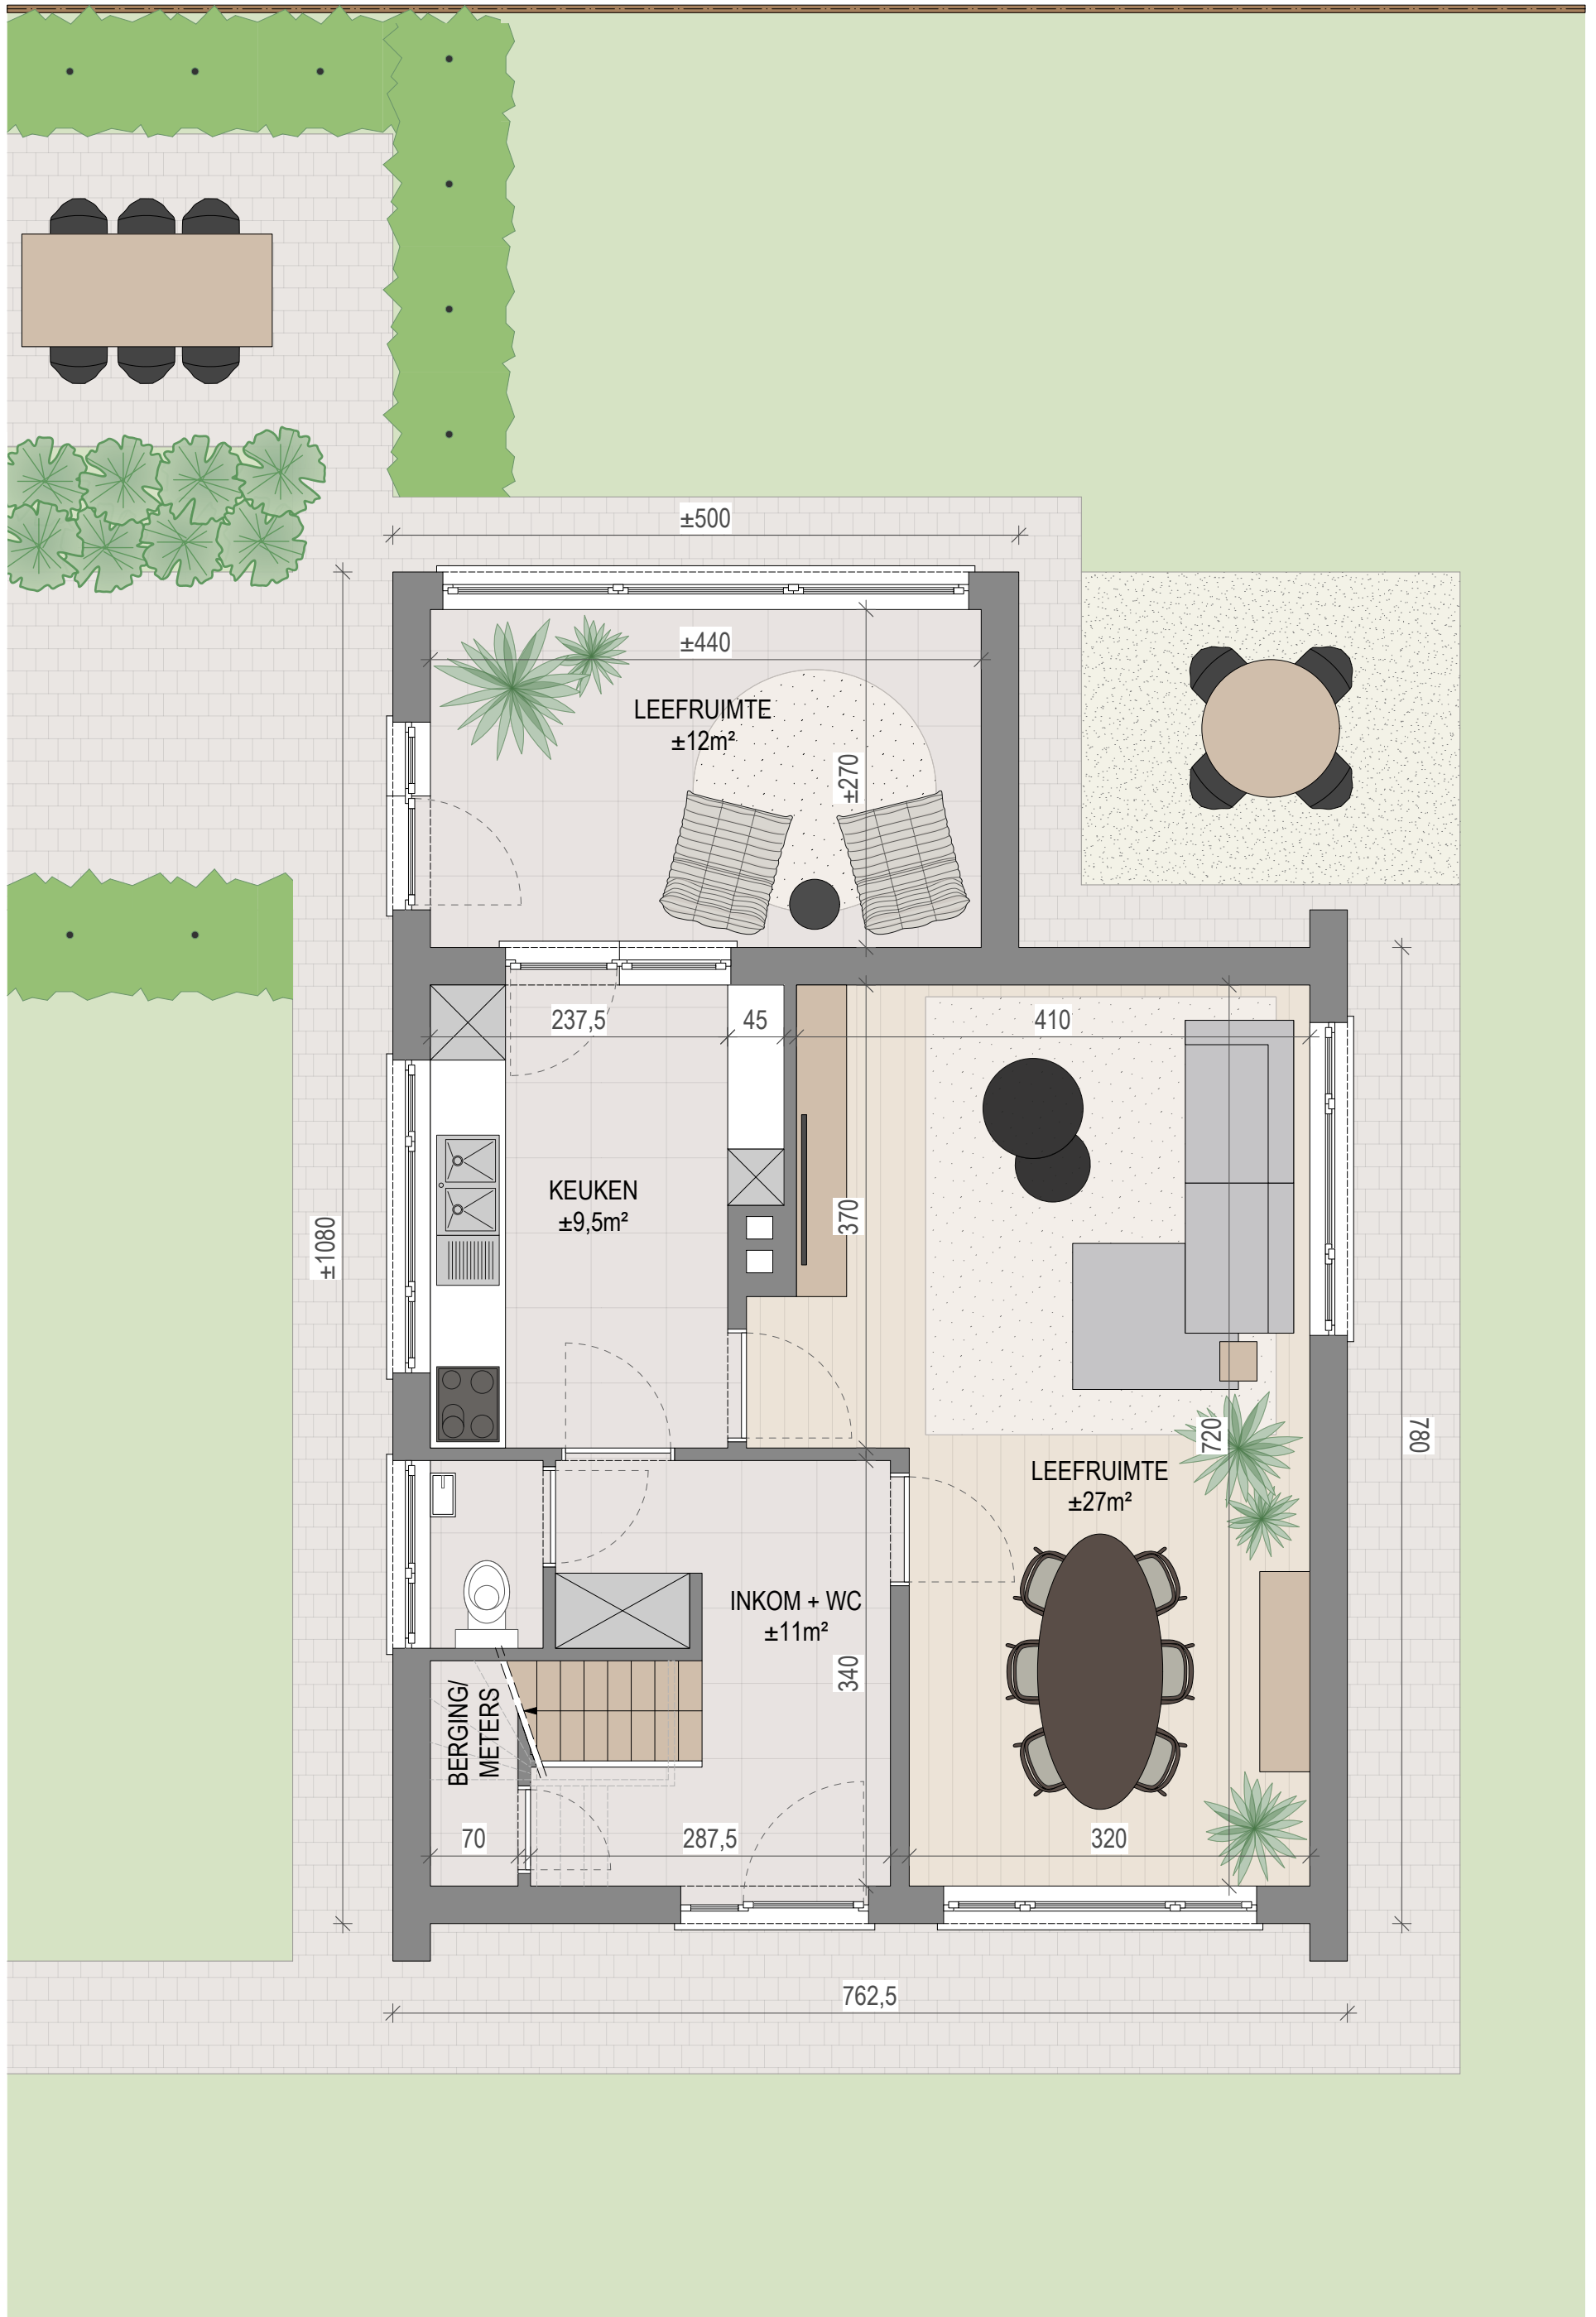 ±500
±440
LEEFRUIMTE
±12m²
±270
237,5
45
410
KEUKEN
±9,5m²
370
±1080
720
780
LEEFRUIMTE
±27m²
INKOM + WC
±11m²
340
BERGING/
METERS
70
287,5
320
762,5